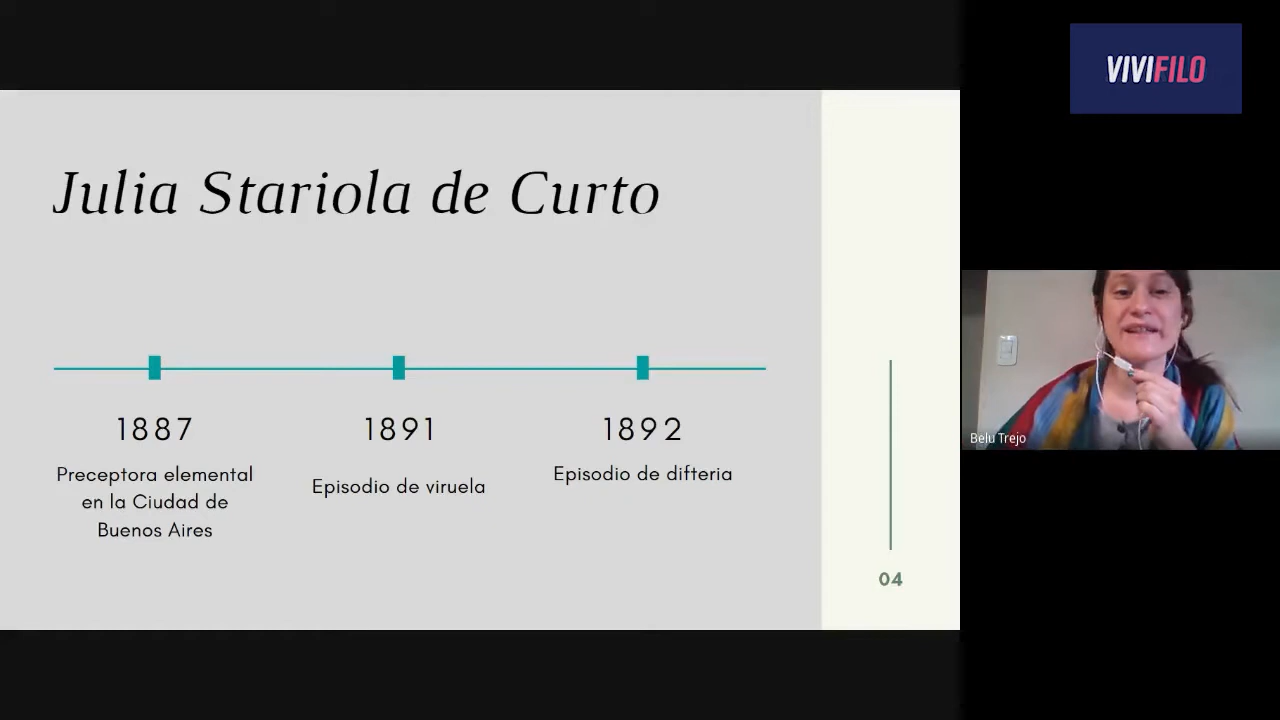 VIVIFILO
Julia Stariola de Curto
1887
Preceptora elemental
en la Ciudad de
Buenos Aires
1891
Episodio de viruela
1892
Episodio de difteria
04
Belu Trejo